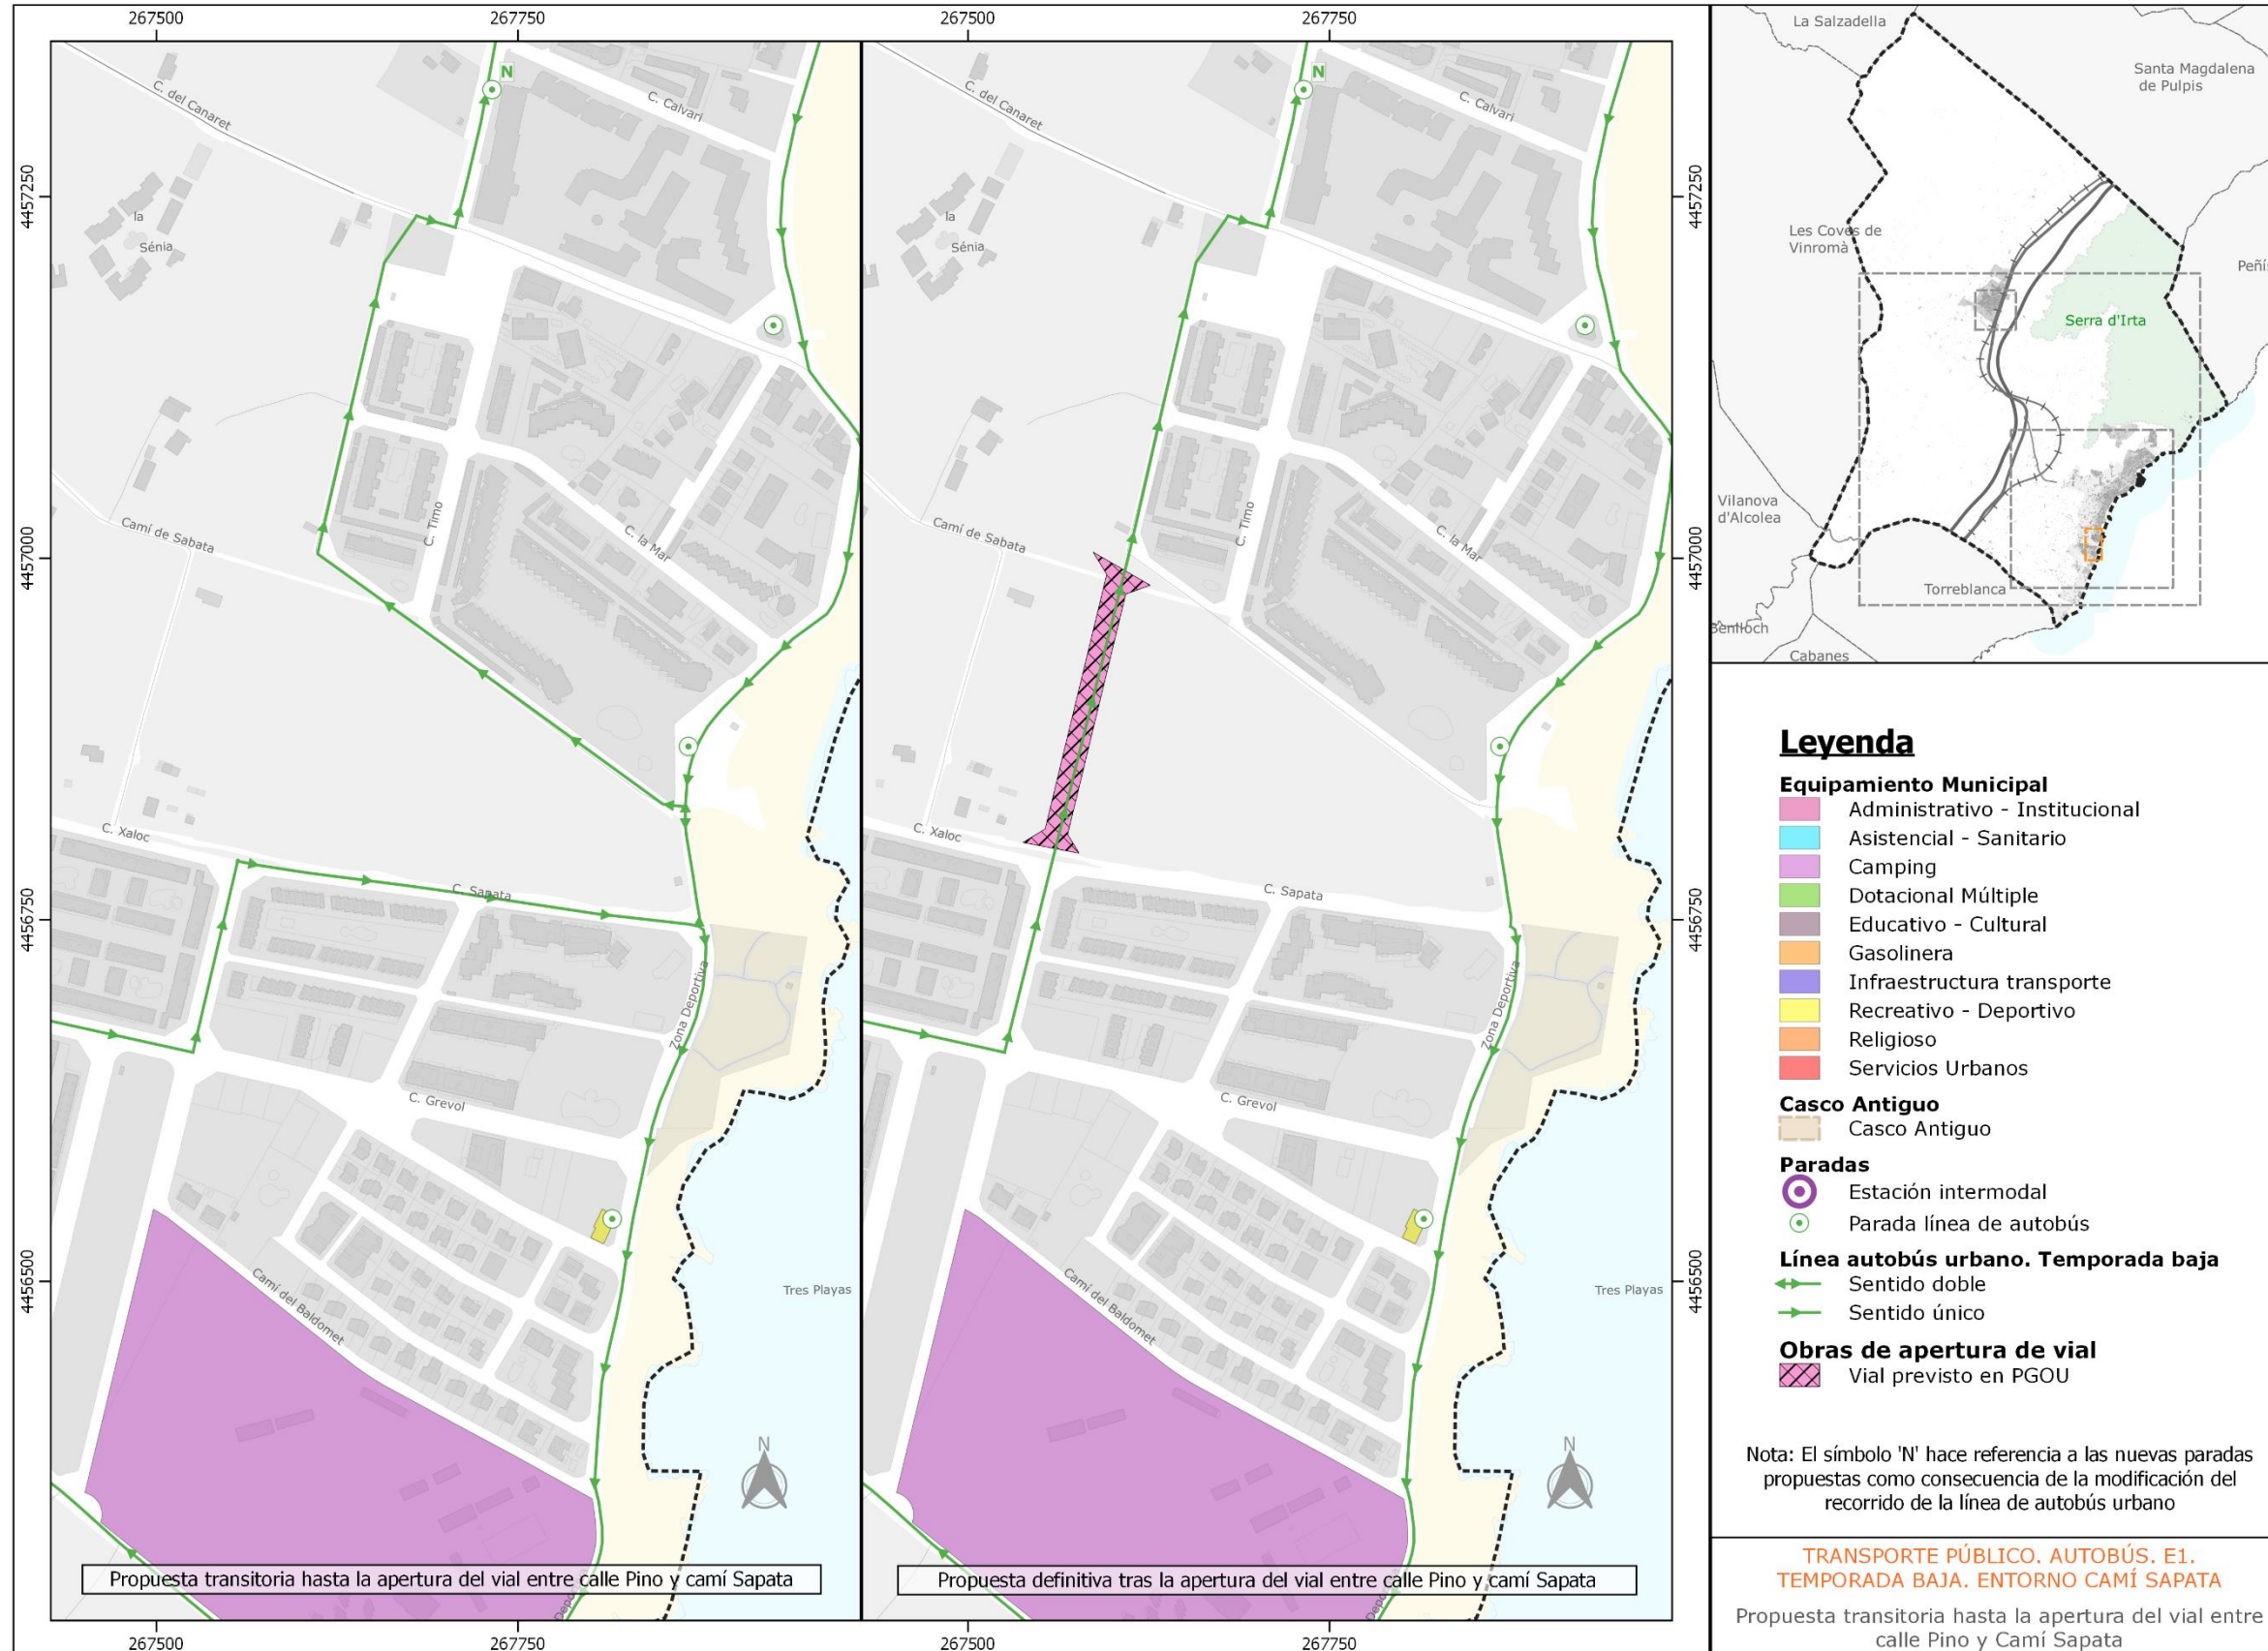 267500
267750
267500
267750
4457250
4457000
4456750
4456500
N
C. del Canaret
C. Calvari
la
Sénia
C. Timo
Camí de Sabata
C. la Mar
C. Xaloc
C. Sapata
Zona Deportiva
C. Grevol
Camí del Baldomet
Tres Playas
N
Propuesta transitoria hasta la apertura del vial entre calle Pino y camí Sapata
N
C. del Canaret
C. Calvari
la
Sénia
C. Timo
Camí de Sabata
C. la Mar
C. Xaloc
C. Sapata
Zona Deportiva
C. Grevol
Camí del Baldomet
Tres Playas
N
Propuesta definitiva tras la apertura del vial entre calle Pino y camí Sapata
4457250
4457000
4456750
4456500
267500
267750
267500
267750
La Salzadella
Santa Magdalena
de Pulpis
Les Coves de
Vinromà
Serra d'Irta
Vilanova
d'Alcolea
Torreblanca
Benlloch
Cabanes
Leyenda
Equipamiento Municipal
Administrativo - Institucional
Asistencial - Sanitario
Camping
Dotacional Múltiple
Educativo - Cultural
Gasolinera
Infraestructura transporte
Recreativo - Deportivo
Religioso
Servicios Urbanos
Casco Antiguo
Casco Antiguo
Paradas
Estación intermodal
Parada línea de autobús
Línea autobús urbano. Temporada baja
Sentido doble
Sentido único
Obras de apertura de vial
Vial previsto en PGOU
Nota: El símbolo 'N' hace referencia a las nuevas paradas
propuestas como consecuencia de la modificación del
recorrido de la línea de autobús urbano
TRANSPORTE PÚBLICO. AUTOBÚS. E1.
TEMPORADA BAJA. ENTORNO CAMÍ SAPATA
Propuesta transitoria hasta la apertura del vial entre
calle Pino y Camí Sapata